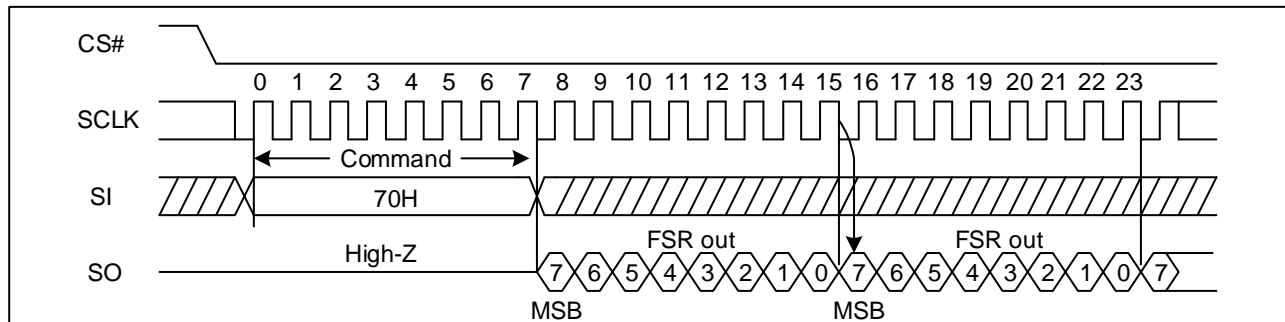 CS#
0 1 2 3 4 5 6 7 8 9 10 11 12 13 14 15 16 17 18 19 20 21 22 23
SCLK
Command
SI
70H
High-Z
FSR out
FSR out
SO
7 6 5 4 3 2 1 0 7 6 5 4 3 2 1 0 7
MSB
MSB